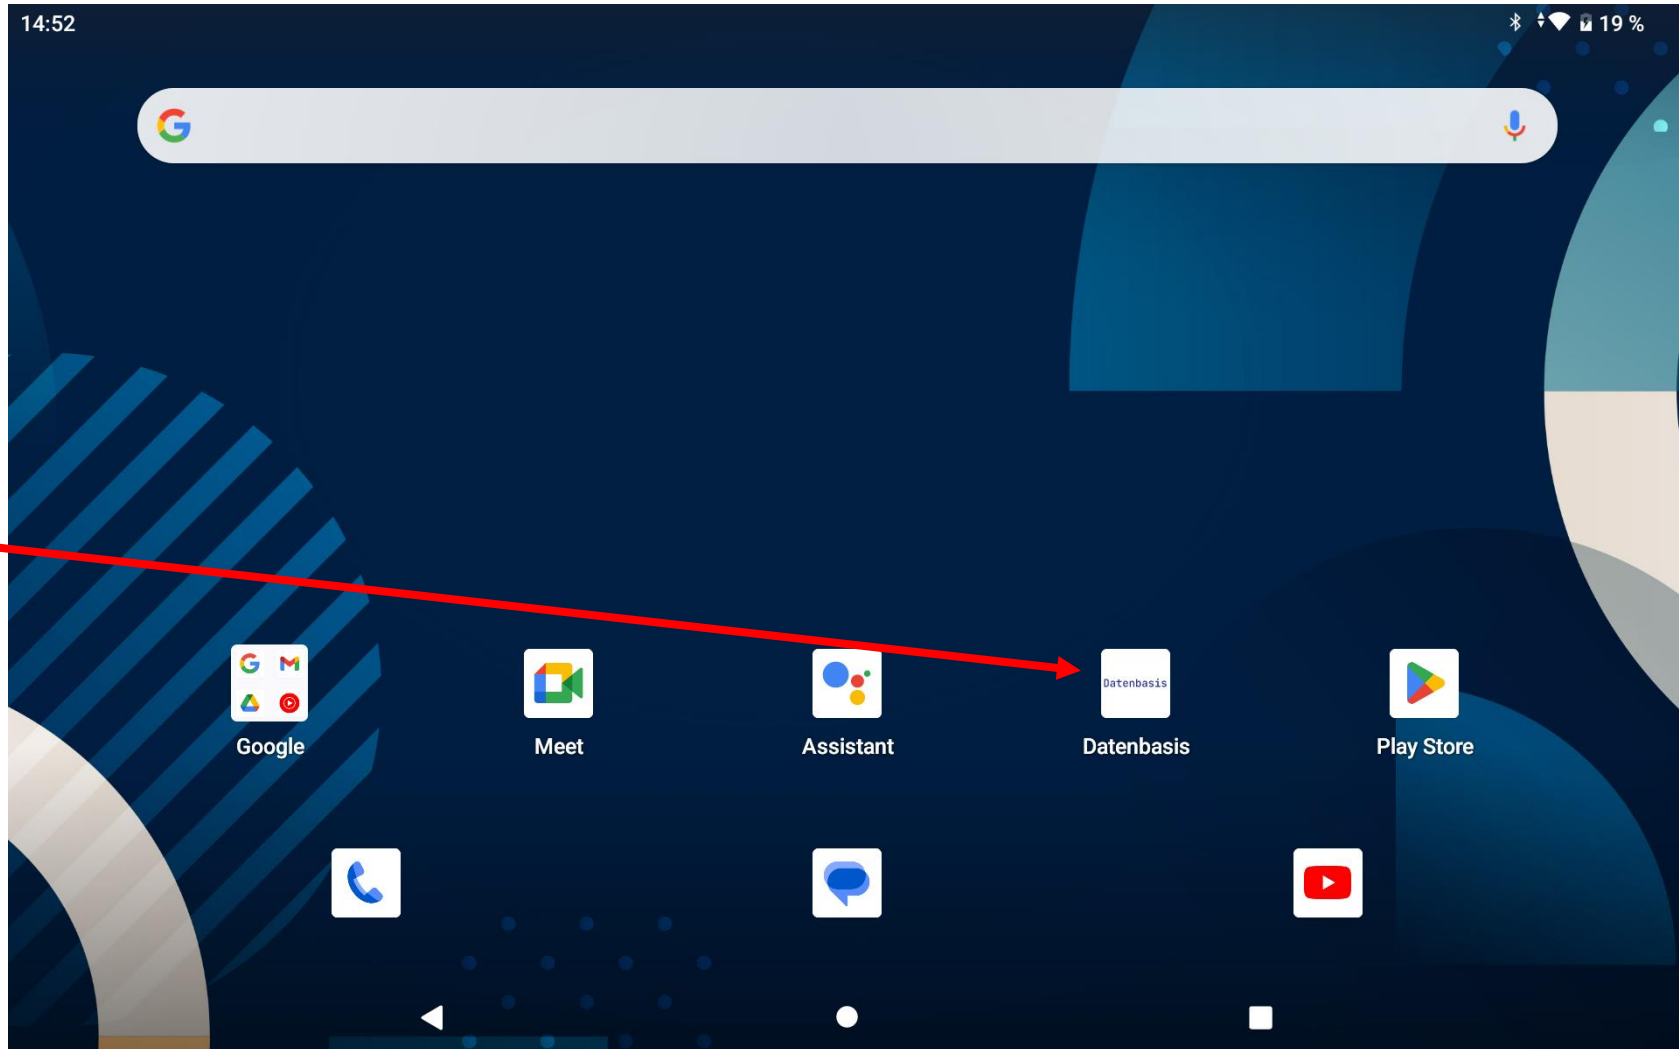 14:52
19 %
Datenbasis
Google
Meet
Assistant
Datenbasis
Play Store